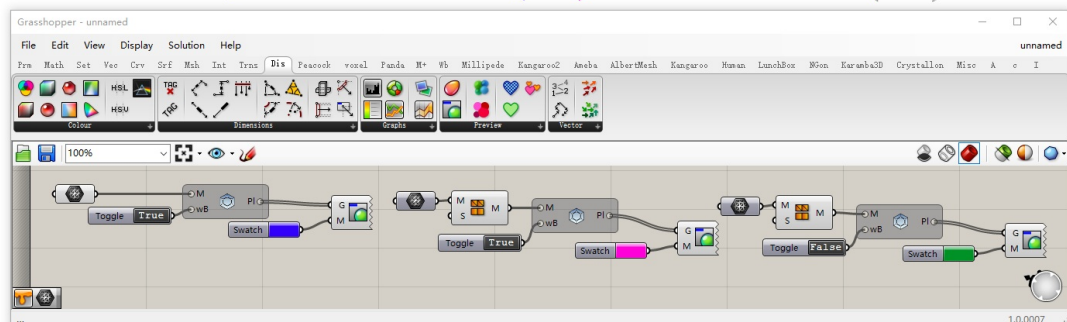 Grasshopper - unnamed
File Edit View Display Solution Help unnamed
Prm Math Set Vec Crv Srf Msh Int Trns Dis Peacock voxel Panda M+ Wb Millipede Kangaroo2 Ameba AlbertMesh Kangaroo Human LunchBox NGon Karamba3D Crystallon Misc A c I
HSL TAG
HSV TAG
Colour Dimensions Graphs Preview Vector
100%
M wB Pl G M
Toggle True
Swatch
M S M M wB Pl G M
Toggle True
Swatch
M S M M wB Pl G M
Toggle False
Swatch
1.0.0007